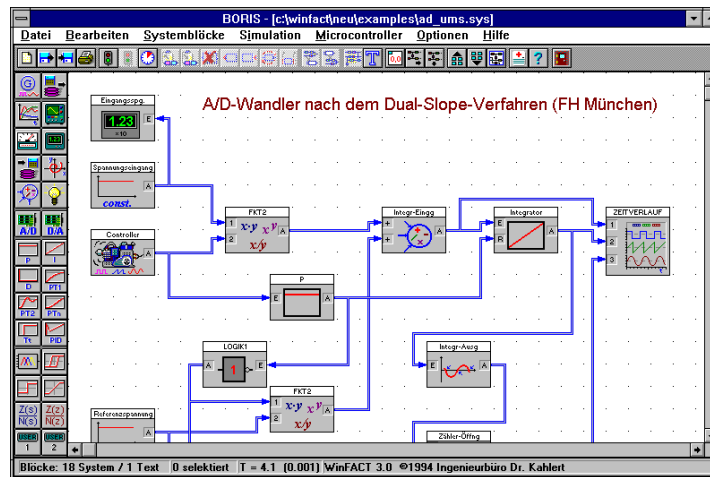 BORIS - [c:\winfact\neu\examples\ad_ums.sys]
Datei Bearbeiten Systemblöcke Simulation Microcontroller Optionen Hilfe
0,0
A/D-Wandler nach dem Dual-Slope-Verfahren (FH München)
Eingangsspg.
1.23
÷10
E
Spannungseingang
const.
A
Controller
A
FKT2
1
2
x·y x^y
x/y
A
Integr-Eingg
+
+
A
Integrator
E
R
A
ZEITVERLAUF
1
2
3
P
E
A
LOGIK1
A
1
E
FKT2
1
2
x·y x^y
x/y
A
Integr-Ausg
E
A
Referenzspannung
A
Zähler-Öffng
G
A/D D/A
P I
D PT1
PT2 PTn
Tt PID
Z(s) Z(z)
N(s) N(z)
USER USER
1 2
Blöcke: 18 System / 1 Text 0 selektiert T = 4.1 (0.001) WinFACT 3.0 ©1994 Ingenieurbüro Dr. Kahlert